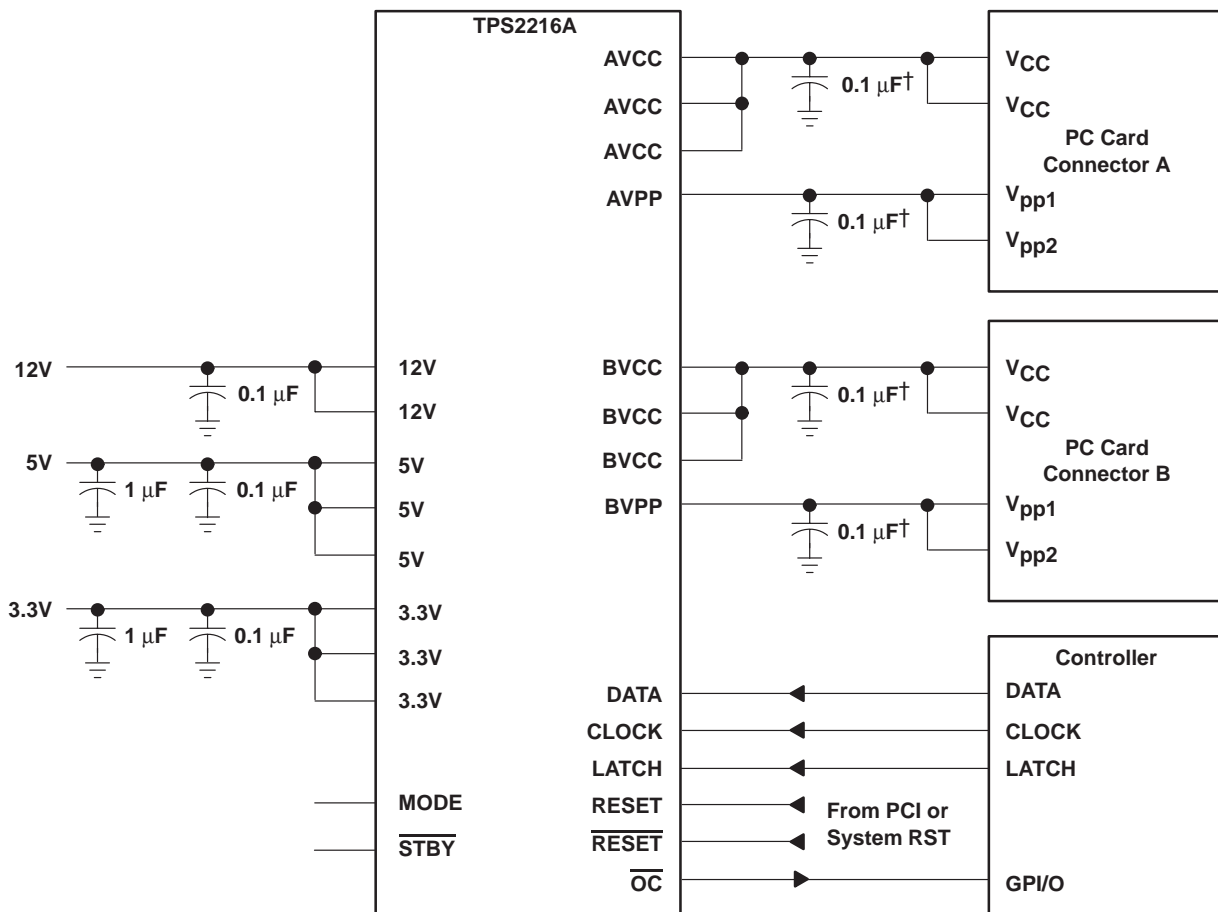 TPS2216A
AVCC
AVCC
AVCC
AVPP
0.1 μF†
0.1 μF†
VCC
VCC
PC Card
Connector A
Vpp1
Vpp2
12V
0.1 μF
12V
12V
5V
1 μF
0.1 μF
5V
5V
5V
3.3V
1 μF
0.1 μF
3.3V
3.3V
3.3V
BVCC
BVCC
BVCC
BVPP
0.1 μF†
0.1 μF†
VCC
VCC
PC Card
Connector B
Vpp1
Vpp2
MODE
STBY
DATA
CLOCK
LATCH
RESET
RESET
OC
From PCI or
System RST
Controller
DATA
CLOCK
LATCH
GPI/O